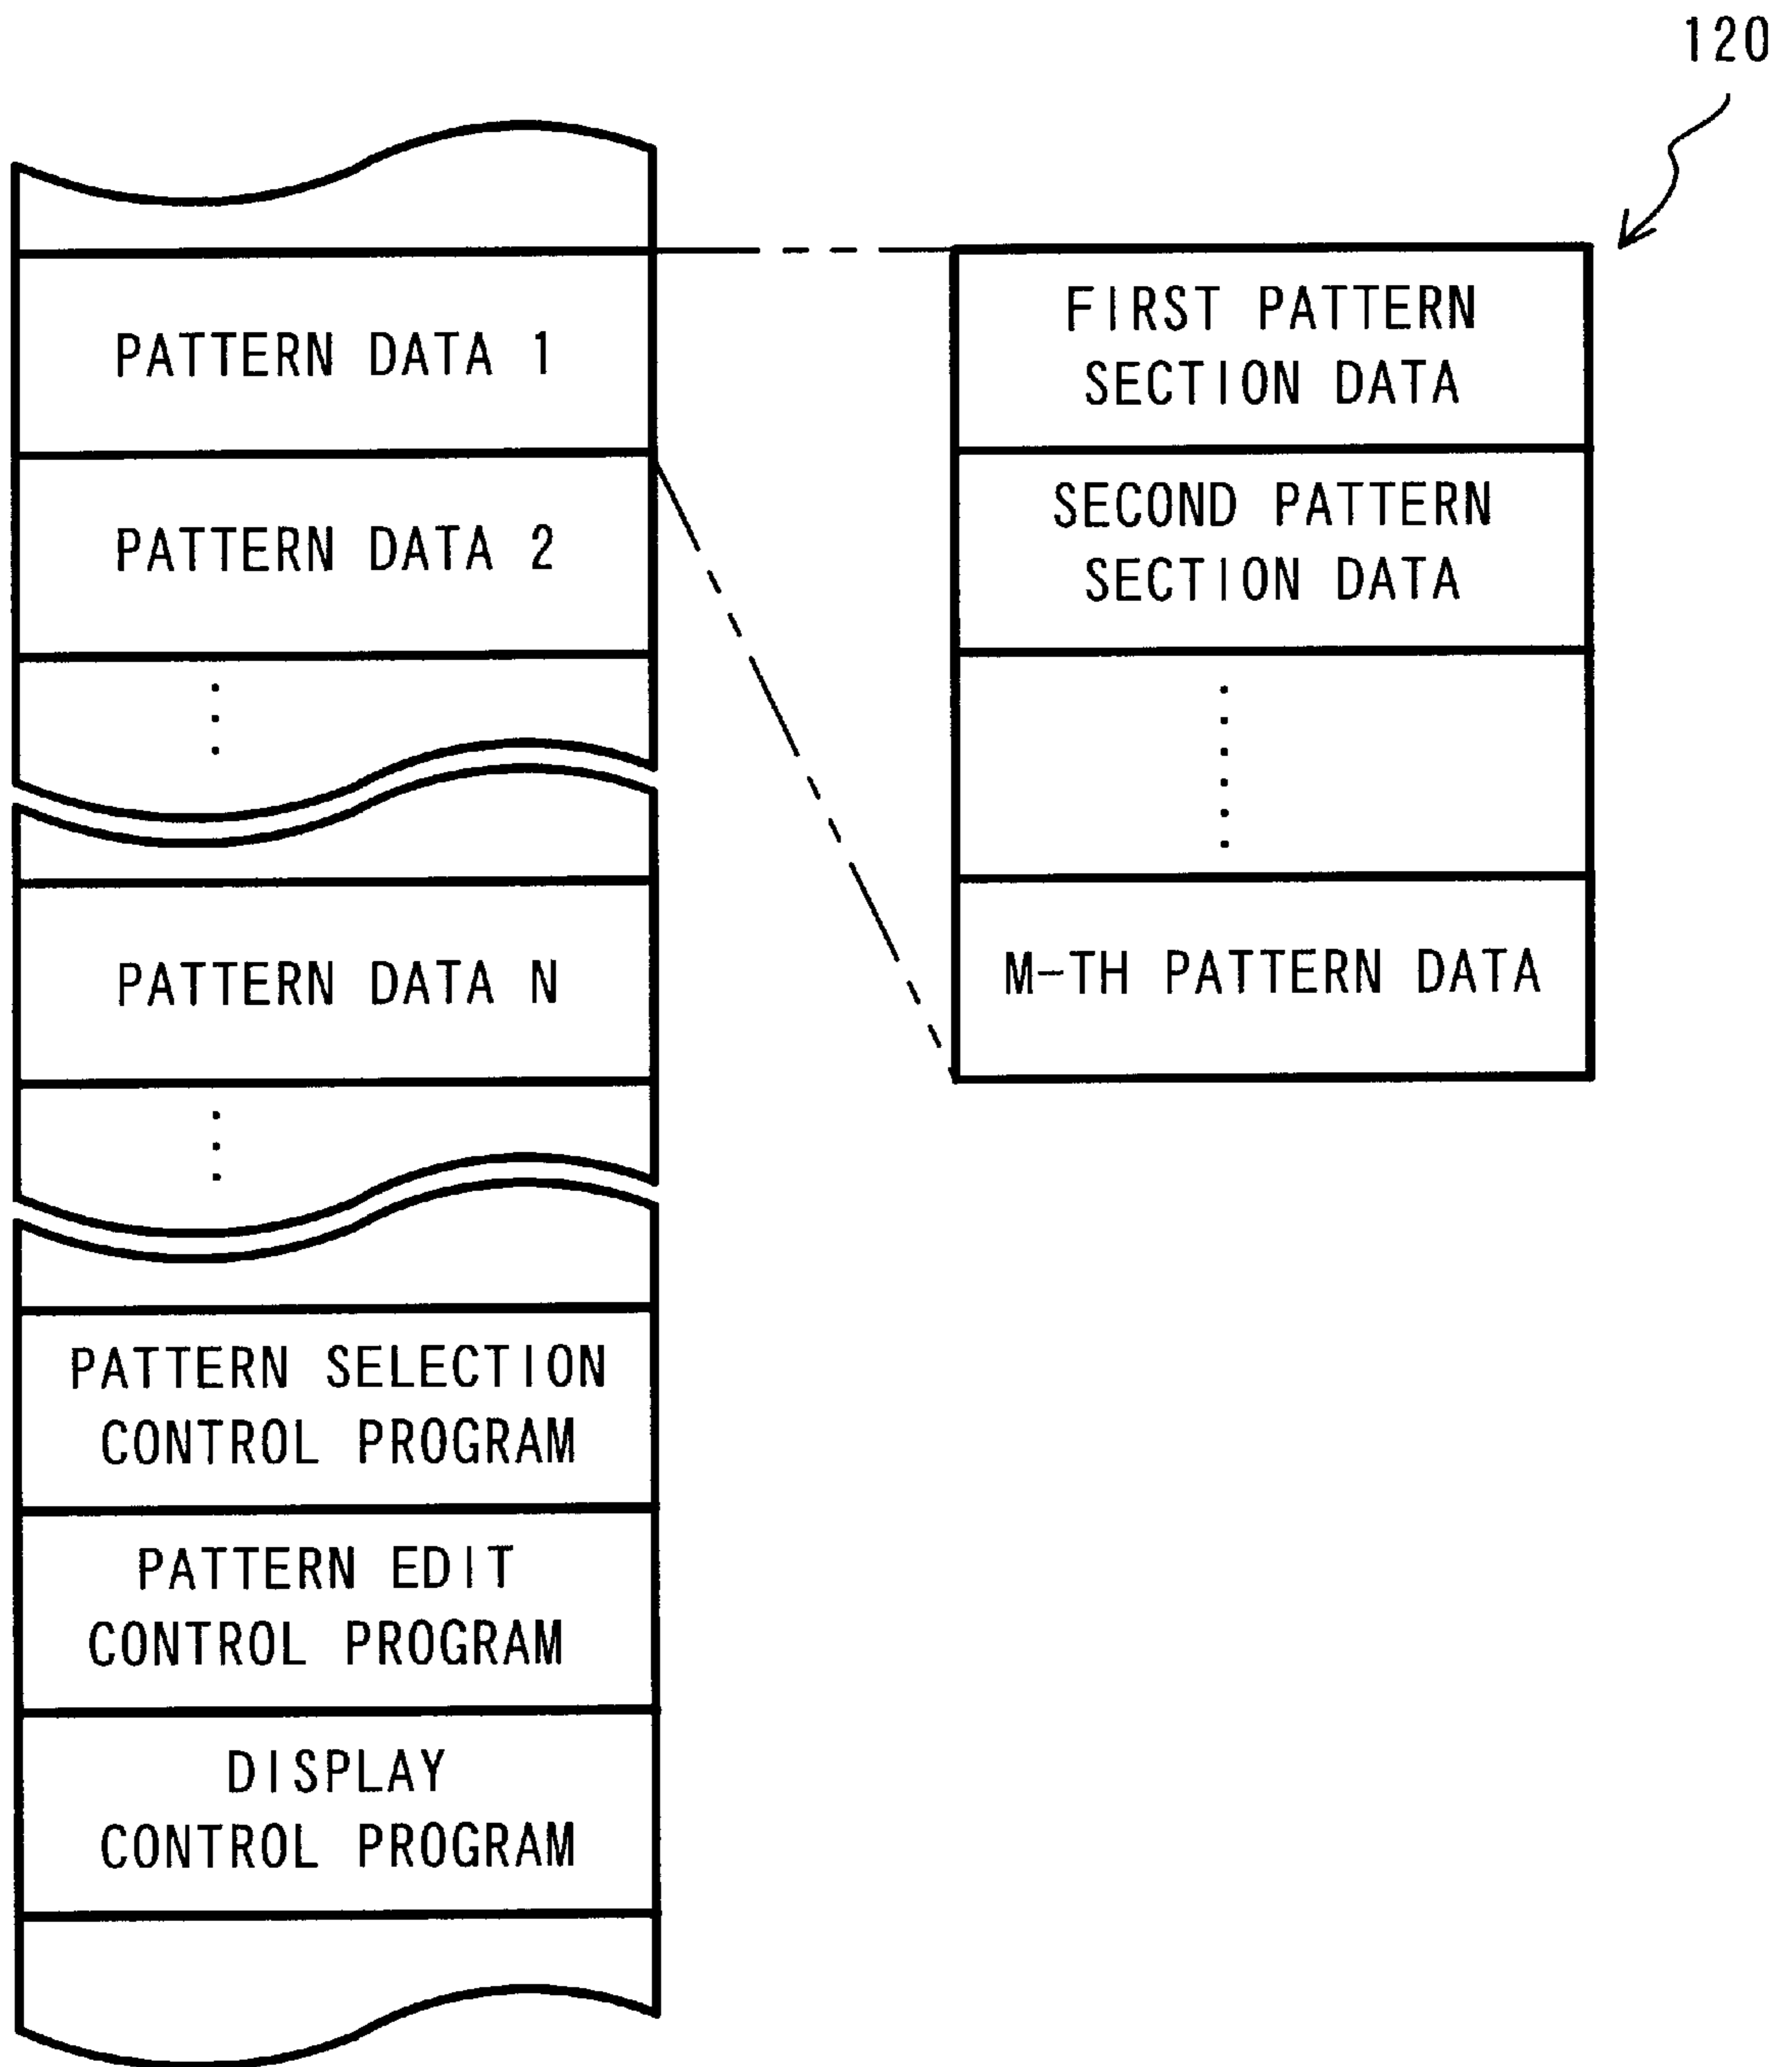 120
PATTERN DATA 1
PATTERN DATA 2
PATTERN DATA N
PATTERN SELECTION
CONTROL PROGRAM
PATTERN EDIT
CONTROL PROGRAM
DISPLAY
CONTROL PROGRAM
FIRST PATTERN
SECTION DATA
SECOND PATTERN
SECTION DATA
M-TH PATTERN DATA